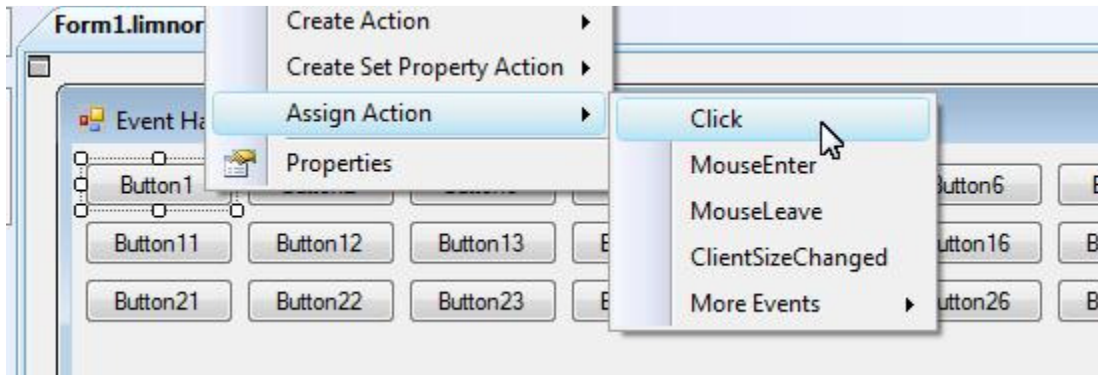 Form1.limnor
Create Action
Create Set Property Action
Assign Action
Properties
Click
MouseEnter
MouseLeave
ClientSizeChanged
More Events
Event Ha
Button1
Button6
Button11 Button12 Button13 Button16
Button21 Button22 Button23 Button26